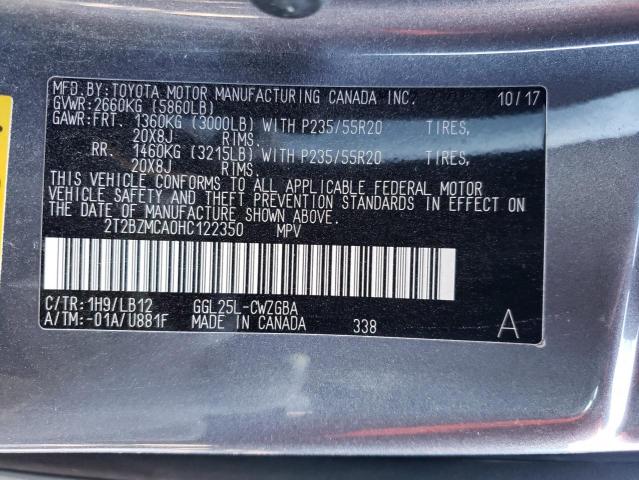 MFD.BY:TOYOTA MOTOR MANUFACTURING CANADA INC. 10/17
GVWR:2660KG (5860LB)
GAWR:FRT. 1360KG (3000LB) WITH P235/55R20 TIRES,
20X8J RIMS.
RR. 1460KG (3215LB) WITH P235/55R20 TIRES,
20X8J RIMS.
THIS VEHICLE CONFORMS TO ALL APPLICABLE FEDERAL MOTOR
VEHICLE SAFETY AND THEFT PREVENTION STANDARDS IN EFFECT ON
THE DATE OF MANUFACTURE SHOWN ABOVE.
2T2BZMCA0HC122350 MPV
C/TR:1H9/LB12 GGL25L-CWZGBA
A/TM:-01A/U881F MADE IN CANADA 338 A